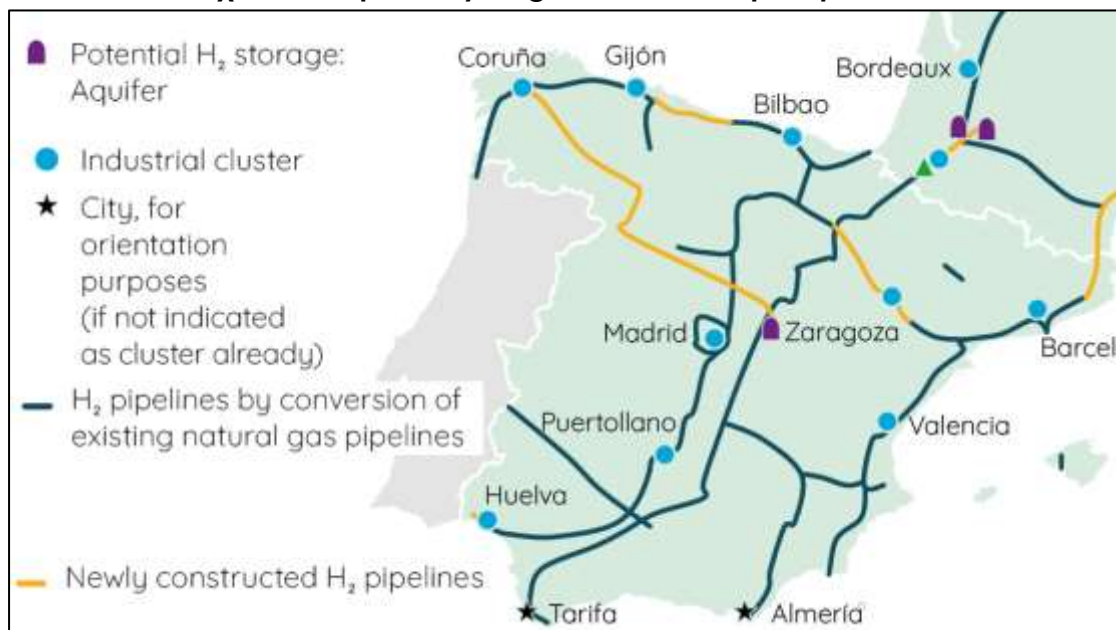 Potential H₂ storage:
Aquifer
Industrial cluster
City, for
orientation
purposes
(if not indicated
as cluster already)
H₂ pipelines by conversion of
existing natural gas pipelines
Newly constructed H₂ pipelines
Coruña
Gijón
Bilbao
Bordeaux
Madrid
Zaragoza
Barcel
Puertollano
Valencia
Huelva
Tarifa
Almería